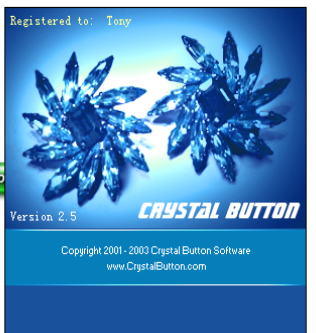 Registered to: Tony
Version 2.5
CRYSTAL BUTTON
Copyright 2001- 2003 Crystal Button Software
www.CrystalButton.com